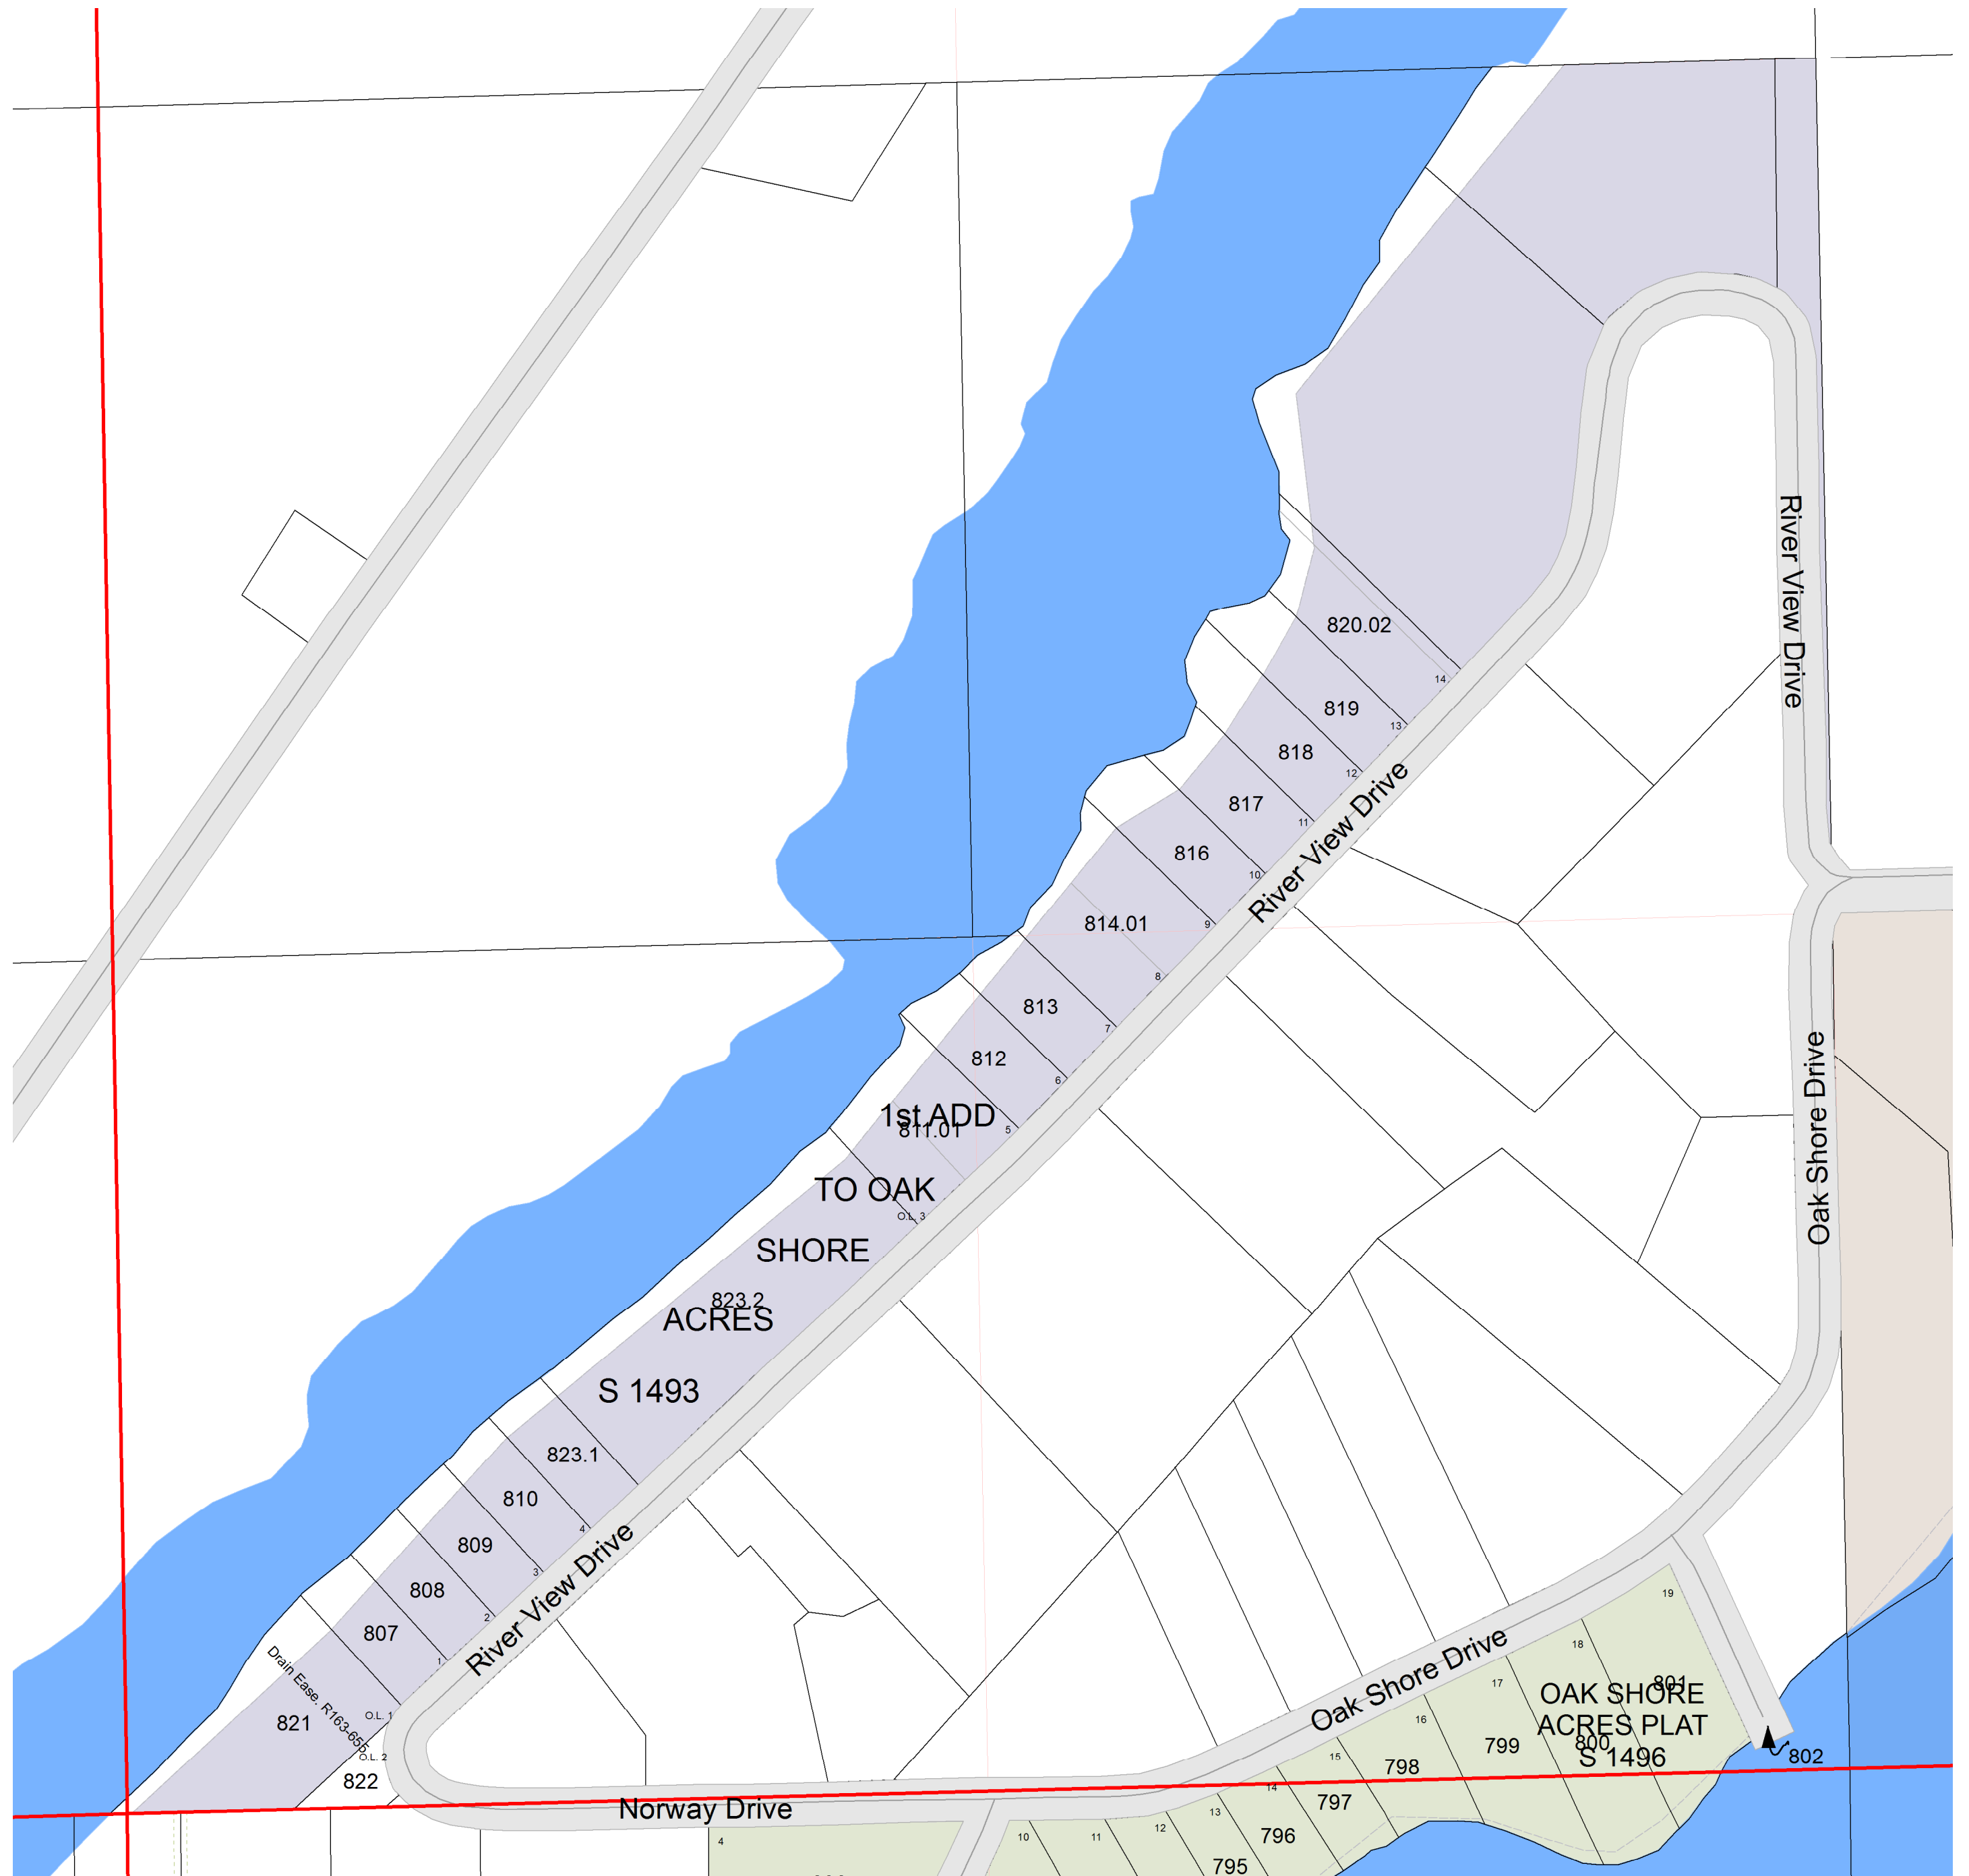 River View Drive
820.02
14
819
13
818
12
817
11
River View Drive
816
10
814.01
9
8
813
7
812
6
1st ADD
811.01
5
TO OAK
O.L. 3
SHORE
823.2
ACRES
S 1493
Oak Shore Drive
823.1
810
4
809
3
River View Drive
808
2
807
1
Drain Ease. R163-655
821
O.L. 1
O.L. 2
822
Norway Drive
Oak Shore Drive
19
18
17
801
OAK SHORE
ACRES PLAT
S 1496
800
799
16
802
15
798
14
797
13
796
12
795
11
10
4